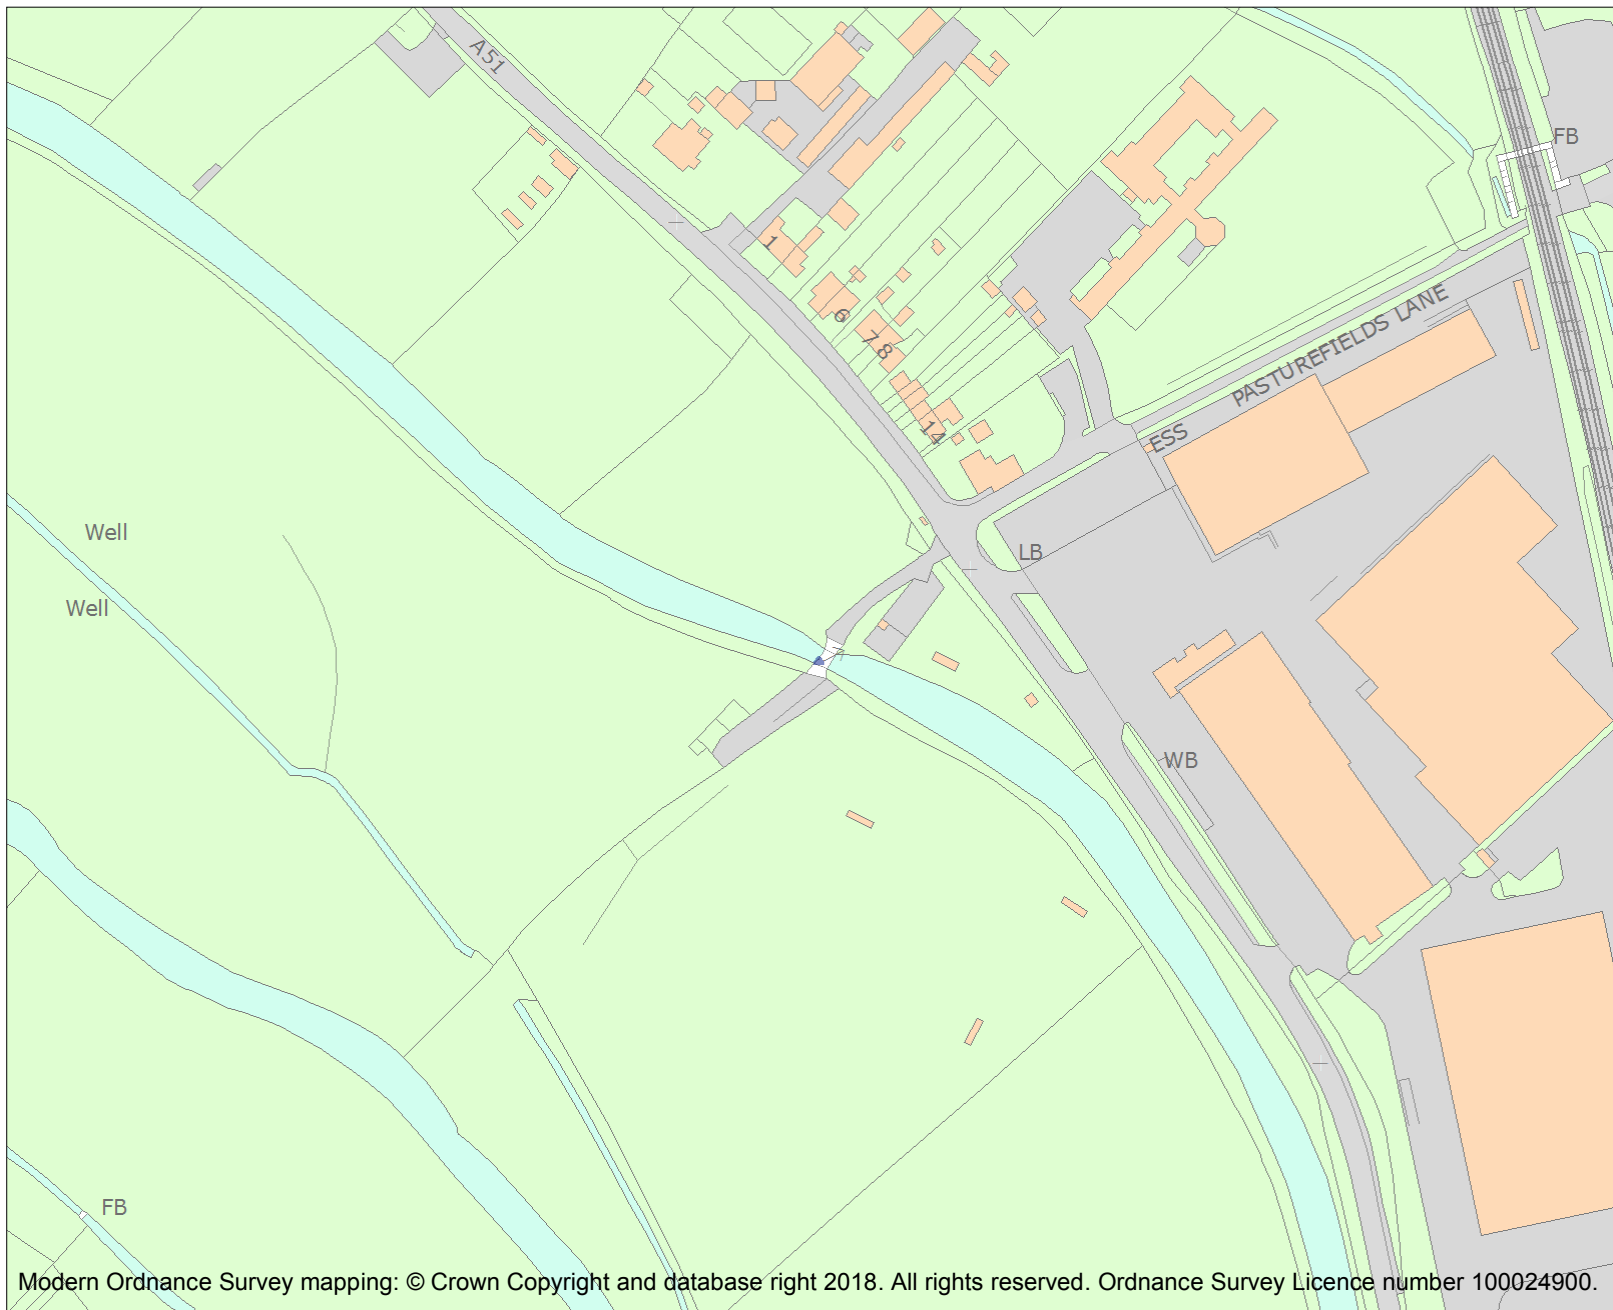 A51
FB
1
6
7
8
14
PASTUREFIELDS LANE
ESS
LB
Well
Well
WB
FB
Modern Ordnance Survey mapping: © Crown Copyright and database right 2018. All rights reserved. Ordnance Survey Licence number 100024900.